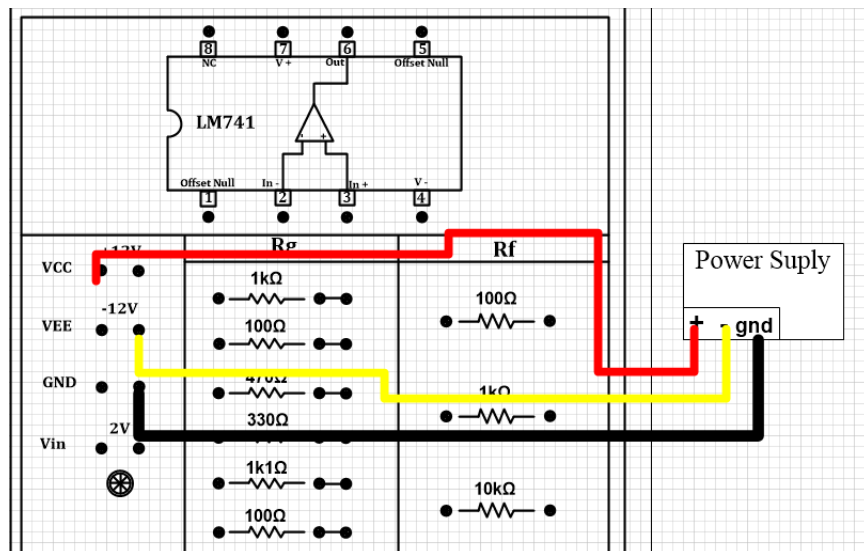 8 7 6 5
NC V + Out Offset Null
LM741
- +
Offset Null In - In + V -
1 2 3 4
+12V Rg Rf
VCC
1kΩ
100Ω
-12V
VEE 100Ω
GND 470Ω 1kΩ
2V 330Ω
Vin
1k1Ω
10kΩ
100Ω
Power Suply
+ - gnd